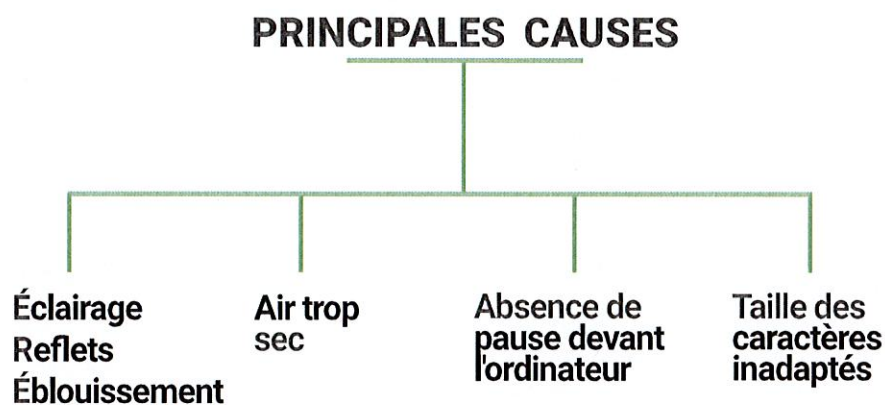 PRINCIPALES CAUSES
Éclairage
Reflets
Éblouissement
Air trop
sec
Absence de
pause devant
l'ordinateur
Taille des
caractères
inadaptés